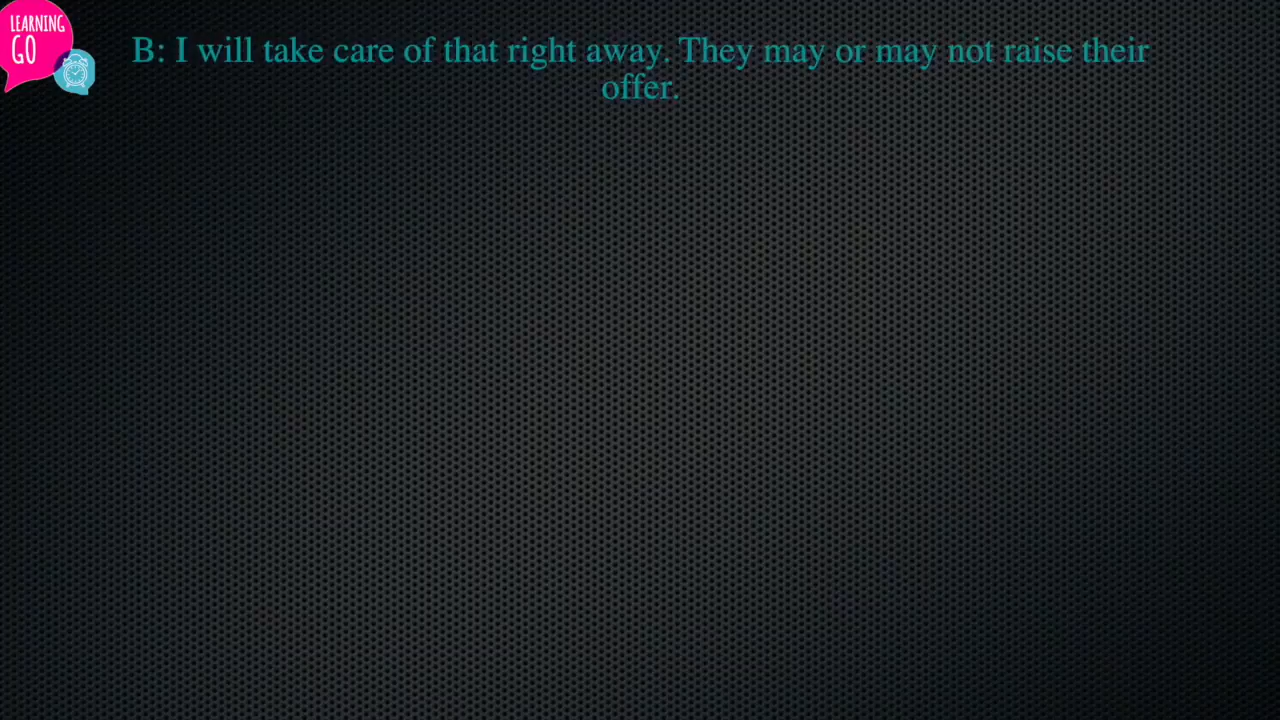 LEARNING
GO
B: I will take care of that right away. They may or may not raise their
offer.